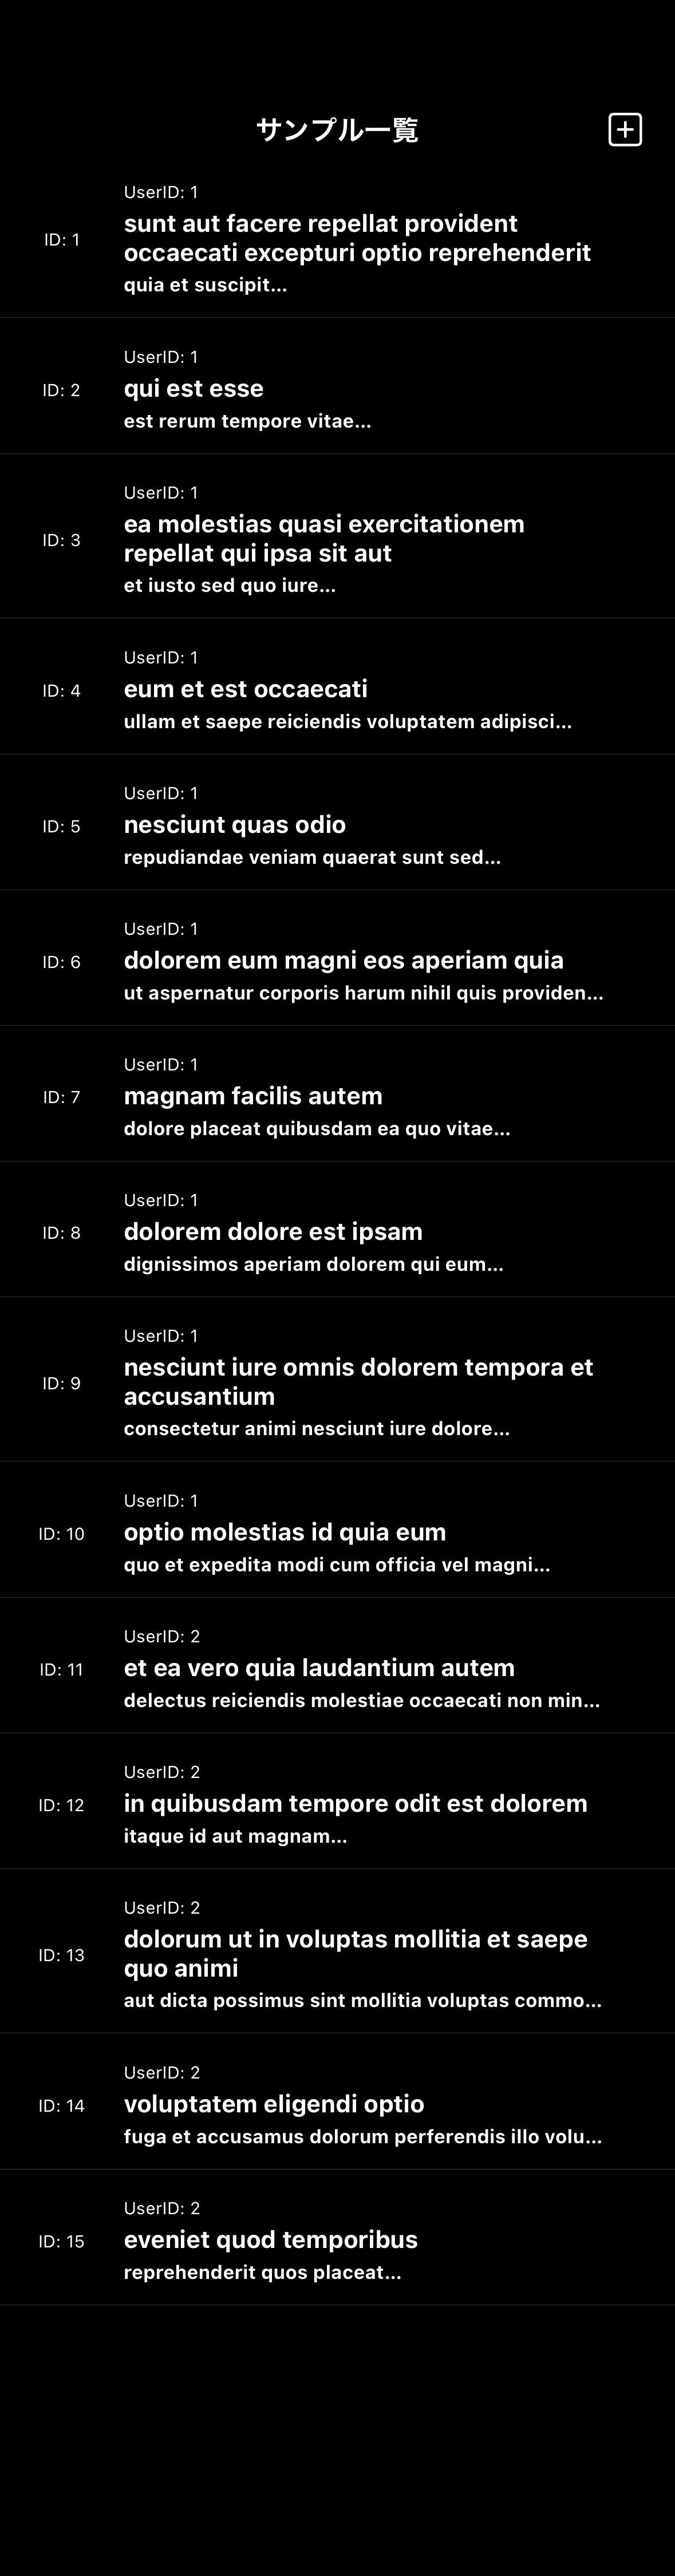 サンプル一覧
UserID: 1
ID: 1
sunt aut facere repellat provident
occaecati excepturi optio reprehenderit
quia et suscipit...
UserID: 1
ID: 2
qui est esse
est rerum tempore vitae...
UserID: 1
ID: 3
ea molestias quasi exercitationem
repellat qui ipsa sit aut
et iusto sed quo iure...
UserID: 1
ID: 4
eum et est occaecati
ullam et saepe reiciendis voluptatem adipisci...
UserID: 1
ID: 5
nesciunt quas odio
repudiandae veniam quaerat sunt sed...
UserID: 1
ID: 6
dolorem eum magni eos aperiam quia
ut aspernatur corporis harum nihil quis providen...
UserID: 1
ID: 7
magnam facilis autem
dolore placeat quibusdam ea quo vitae...
UserID: 1
ID: 8
dolorem dolore est ipsam
dignissimos aperiam dolorem qui eum...
UserID: 1
ID: 9
nesciunt iure omnis dolorem tempora et
accusantium
consectetur animi nesciunt iure dolore...
UserID: 1
ID: 10
optio molestias id quia eum
quo et expedita modi cum officia vel magni...
UserID: 2
ID: 11
et ea vero quia laudantium autem
delectus reiciendis molestiae occaecati non min...
UserID: 2
ID: 12
in quibusdam tempore odit est dolorem
itaque id aut magnam...
UserID: 2
ID: 13
dolorum ut in voluptas mollitia et saepe
quo animi
aut dicta possimus sint mollitia voluptas commo...
UserID: 2
ID: 14
voluptatem eligendi optio
fuga et accusamus dolorum perferendis illo volu...
UserID: 2
ID: 15
eveniet quod temporibus
reprehenderit quos placeat...